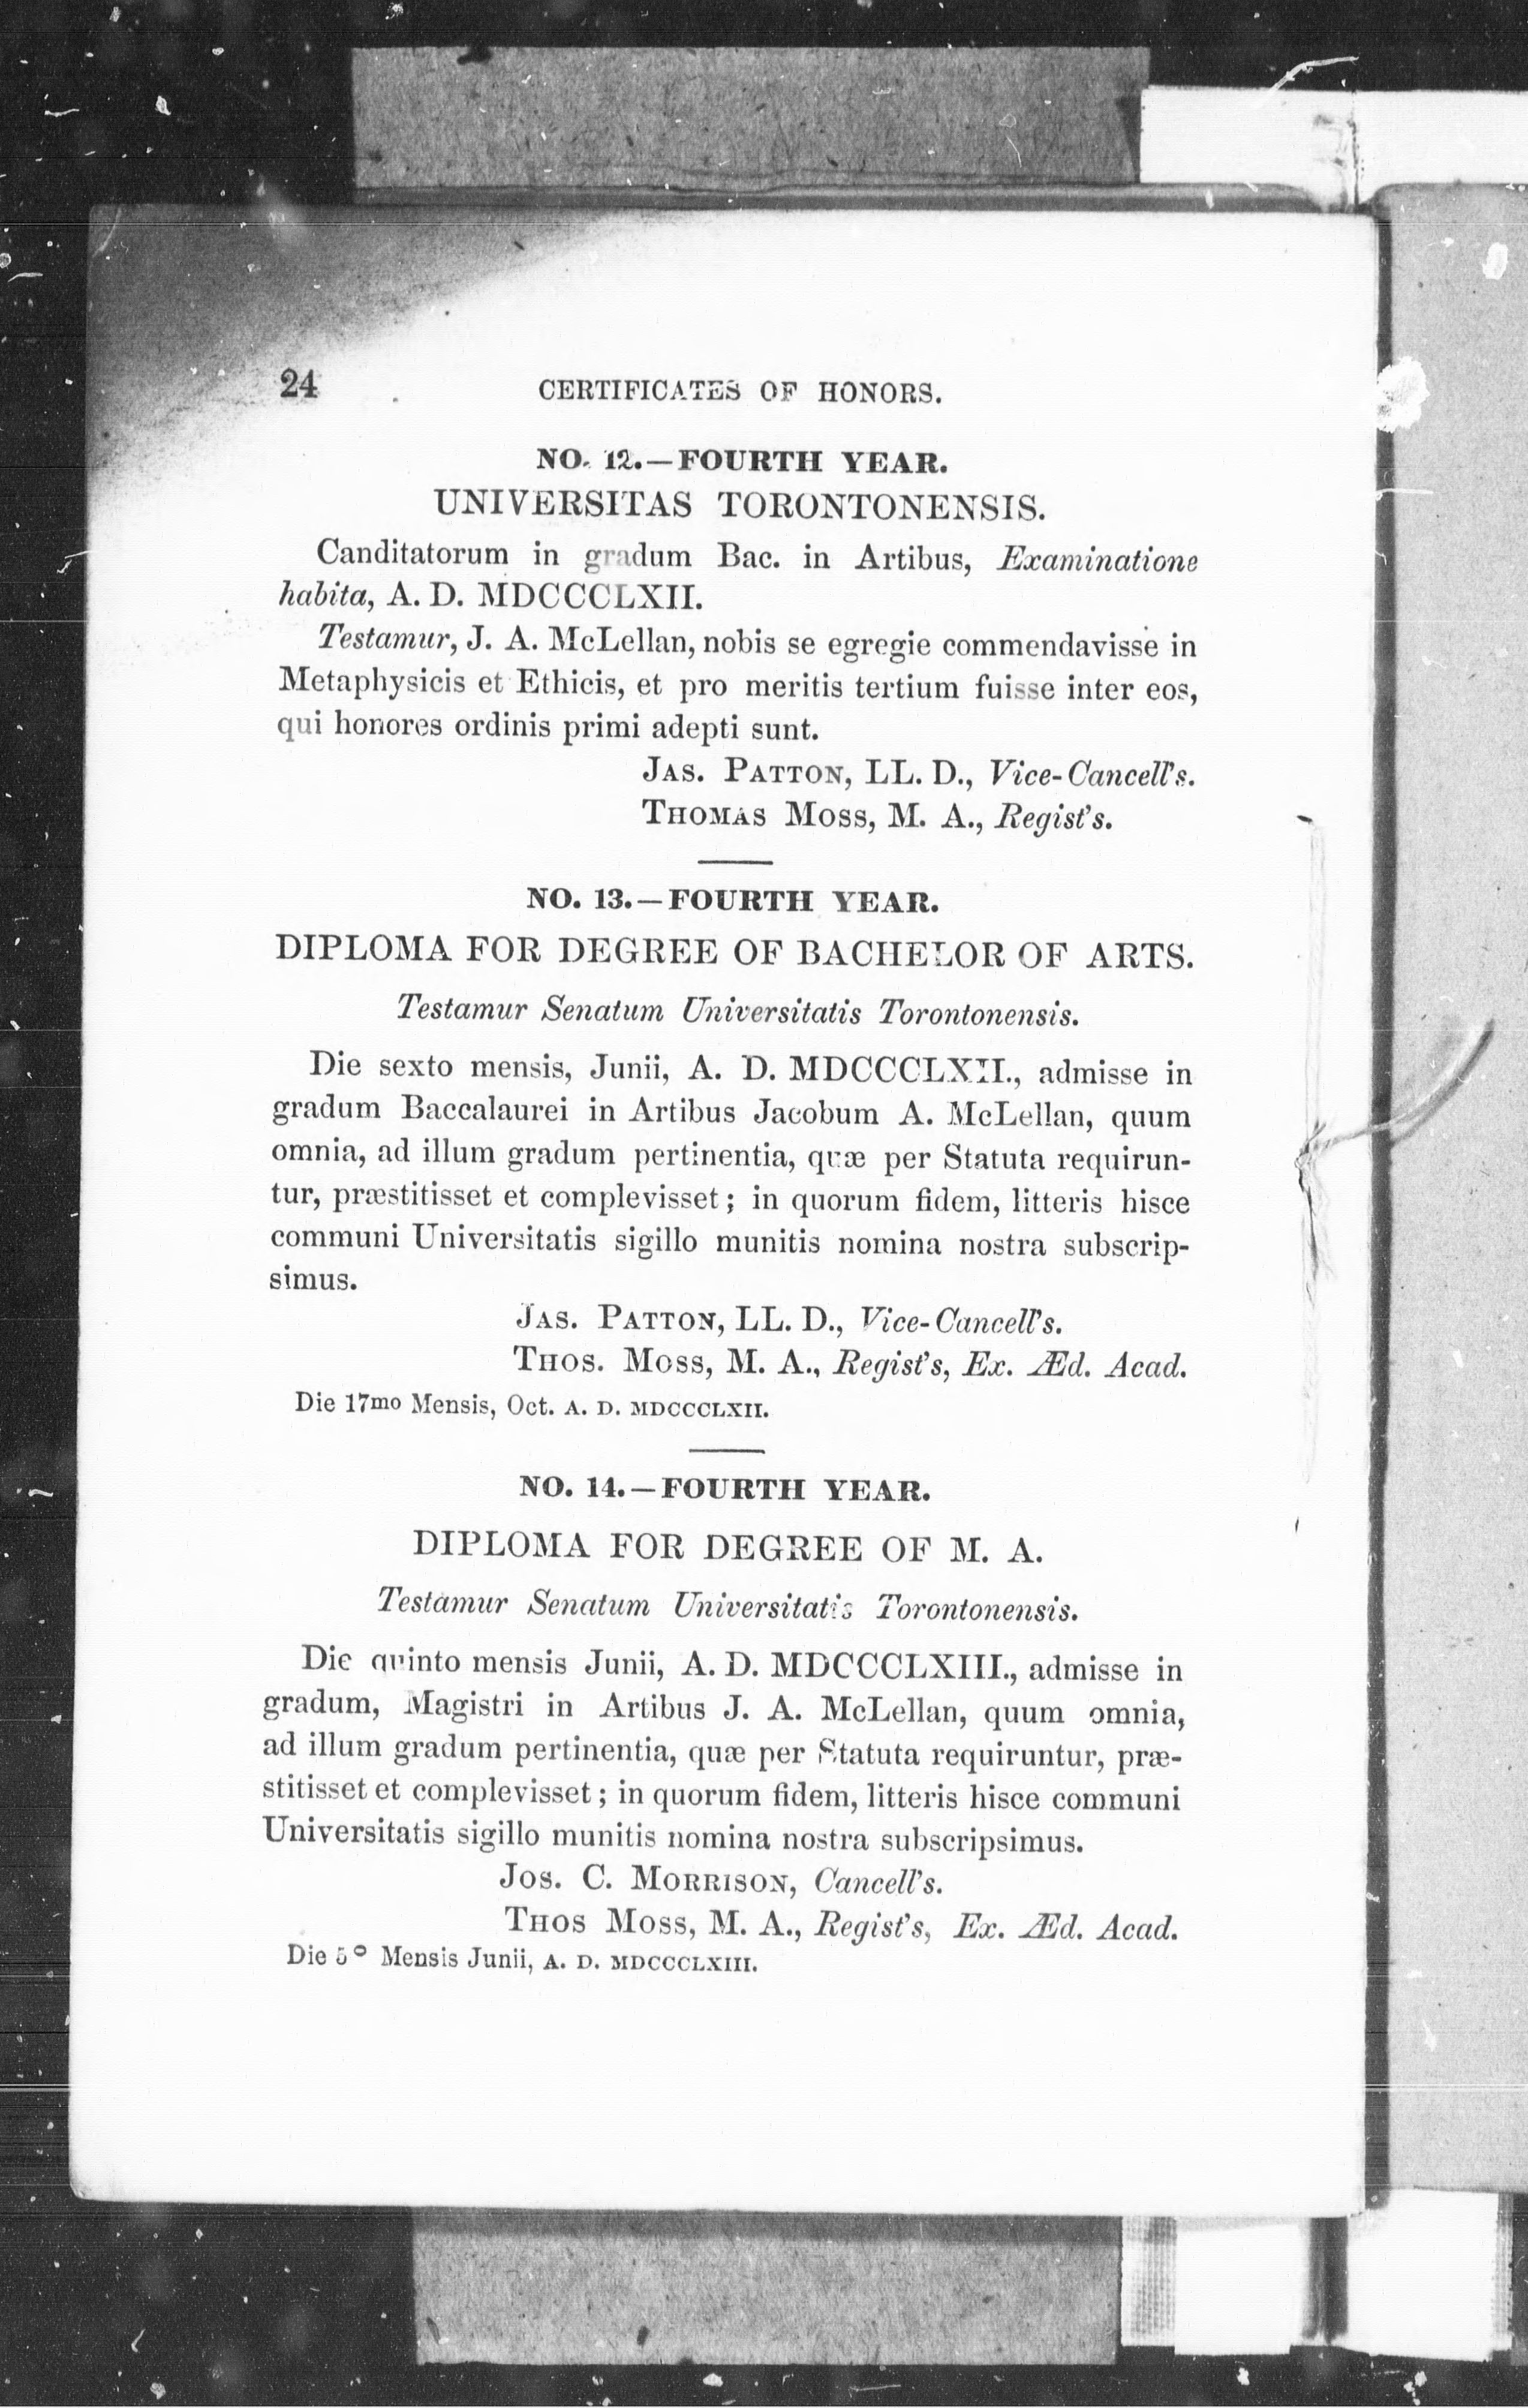 24
CERTIFICATES OF HONORS.
NO. 12.—FOURTH YEAR.
UNIVERSITAS TORONTONENSIS.
Canditatorum in gradum Bac. in Artibus, Examinatione
habita, A. D. MDCCCLXII.
Testamur, J. A. McLellan, nobis se egregie commendavisse in
Metaphysicis et Ethicis, et pro meritis tertium fuisse inter eos,
qui honores ordinis primi adepti sunt.
JAS. PATTON, LL. D., Vice-Cancell's.
THOMAS MOSS, M. A., Regist's.
NO. 13.—FOURTH YEAR.
DIPLOMA FOR DEGREE OF BACHELOR OF ARTS.
Testamur Senatum Universitatis Torontonensis.
Die sexto mensis, Junii, A. D. MDCCCLXII., admisse in
gradum Baccalaurei in Artibus Jacobum A. McLellan, quum
omnia, ad illum gradum pertinentia, quæ per Statuta requirun-
tur, præstitisset et complevisset; in quorum fidem, litteris hisce
communi Universitatis sigillo munitis nomina nostra subscrip-
simus.
JAS. PATTON, LL. D., Vice-Cancell's.
THOS. MOSS, M. A., Regist's, Ex. Æd. Acad.
Die 17mo Mensis, Oct. A. D. MDCCCLXII.
NO. 14.—FOURTH YEAR.
DIPLOMA FOR DEGREE OF M. A.
Testamur Senatum Universitatis Torontonensis.
Die quinto mensis Junii, A. D. MDCCCLXIII., admisse in
gradum, Magistri in Artibus J. A. McLellan, quum omnia,
ad illum gradum pertinentia, quæ per Statuta requiruntur, præ-
stitisset et complevisset; in quorum fidem, litteris hisce communi
Universitatis sigillo munitis nomina nostra subscripsimus.
JOS. C. MORRISON, Cancell's.
THOS MOSS, M. A., Regist's, Ex. Æd. Acad.
Die 5º Mensis Junii, A. D. MDCCCLXIII.